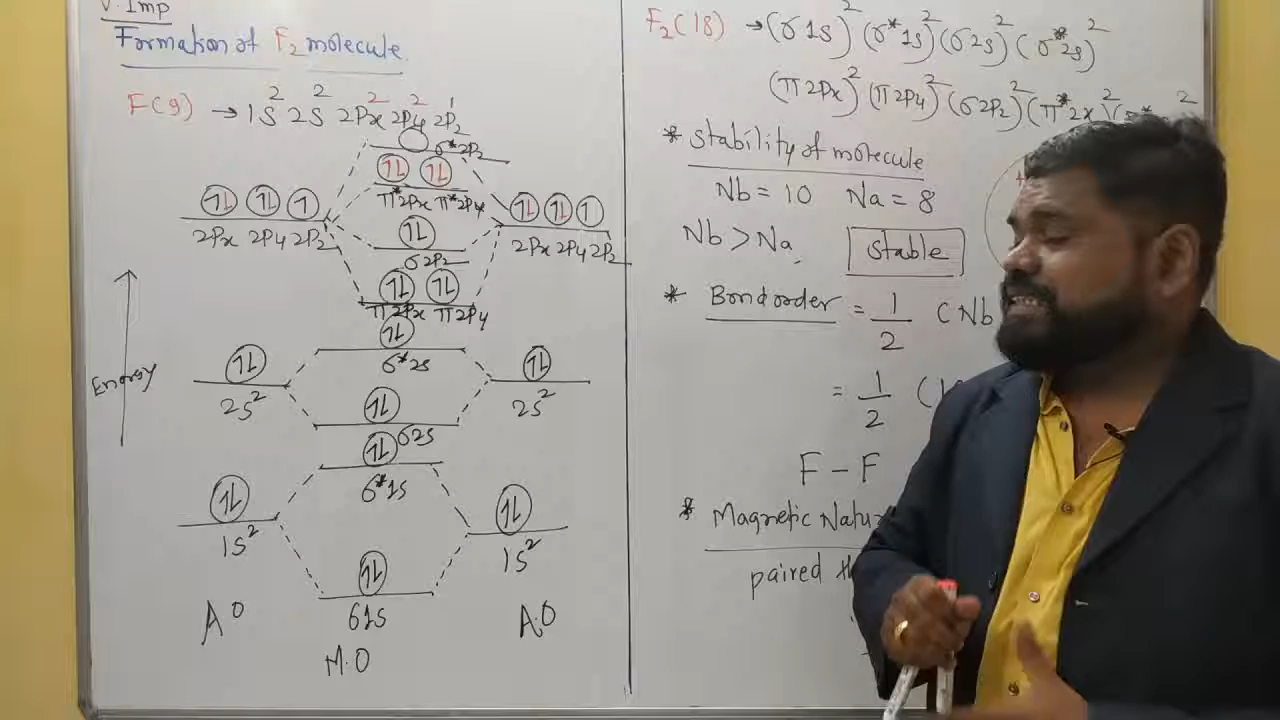 V. Imp
Formation of F2 molecule.
F(9) → 1S² 2S² 2Px² 2Py² 2Pz¹
σ*2Pz
π*2Px π*2Py
2Px 2Py 2Pz
2Px 2Py 2Pz
σ2Pz
π2Px π2Py
σ*2s
Energy
2s²
2s²
σ2s
σ*1s
1s²
1s²
σ1s
A O
A.O
M.O
F2(18) → (σ1s)² (σ*1s)² (σ2s)² (σ*2s)²
(π2Px)² (π2Py)² (σ2Pz)² (π*2x)²
* Stability of molecule
Nb = 10 Na = 8
Nb > Na, Stable
* Bond order = 1/2 (Nb
= 1/2 (
F – F
* Magnetic Natu
paired